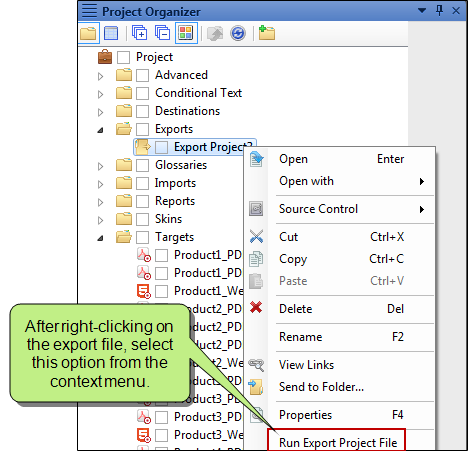 Project Organizer
Project
Advanced
Conditional Text
Destinations
Exports
Export Project2
Glossaries
Imports
Reports
Skins
Targets
Product1_PD
Product1_PD
Product1_We
Product2_PD
Product2_PD
Product2_We
Product3_PD
Product3_PD
Product3_We
Product3_We
Open Enter
Open with
Source Control
Cut Ctrl+X
Copy Ctrl+C
Paste Ctrl+V
Delete Del
Rename F2
View Links
Send to Folder...
Properties F4
Run Export Project File
After right-clicking on
the export file, select
this option from the
context menu.